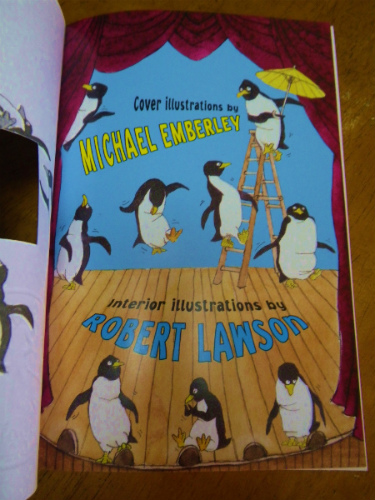 Cover illustrations by
MICHAEL EMBERLEY
Interior illustrations by
ROBERT LAWSON